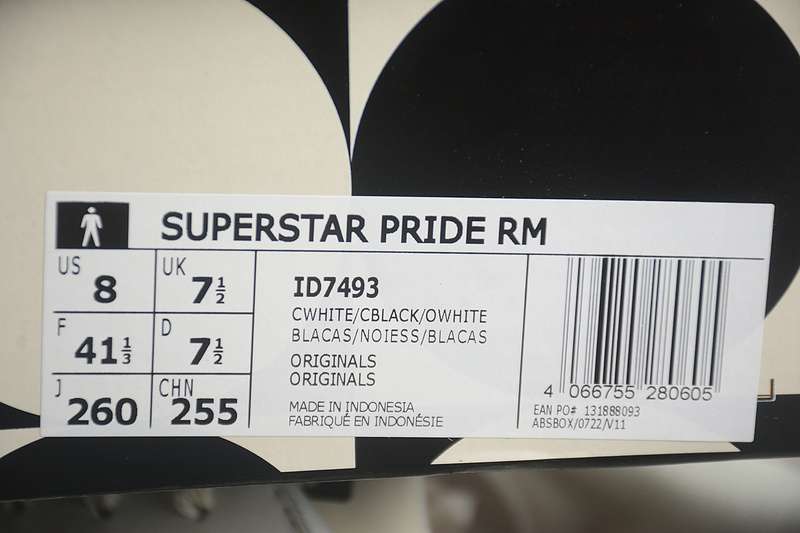 SUPERSTAR PRIDE RM
US 8 UK 7½
F 41⅓ D 7½
J 260 CHN 255
ID7493
CWHITE/CBLACK/OWHITE
BLACAS/NOIESS/BLACAS
ORIGINALS
ORIGINALS
MADE IN INDONESIA
FABRIQUÉ EN INDONÉSIE
4 066755 280605
EAN PO# 131888093
ABSBOX/0722/V11